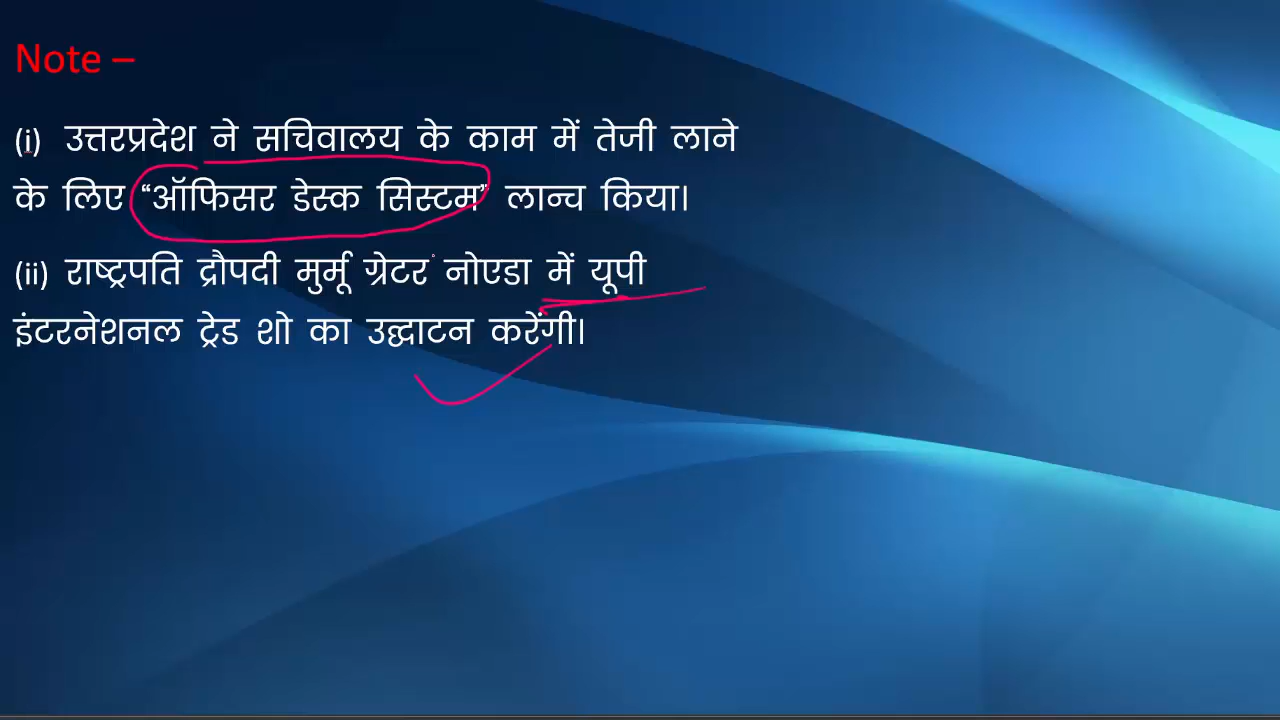 Note –
(i) उत्तरप्रदेश ने सचिवालय के काम में तेजी लाने
के लिए “ऑफिसर डेस्क सिस्टम” लान्च किया।
(ii) राष्ट्रपति द्रौपदी मुर्मू ग्रेटर नोएडा में यूपी
इंटरनेशनल ट्रेड शो का उद्घाटन करेंगी।